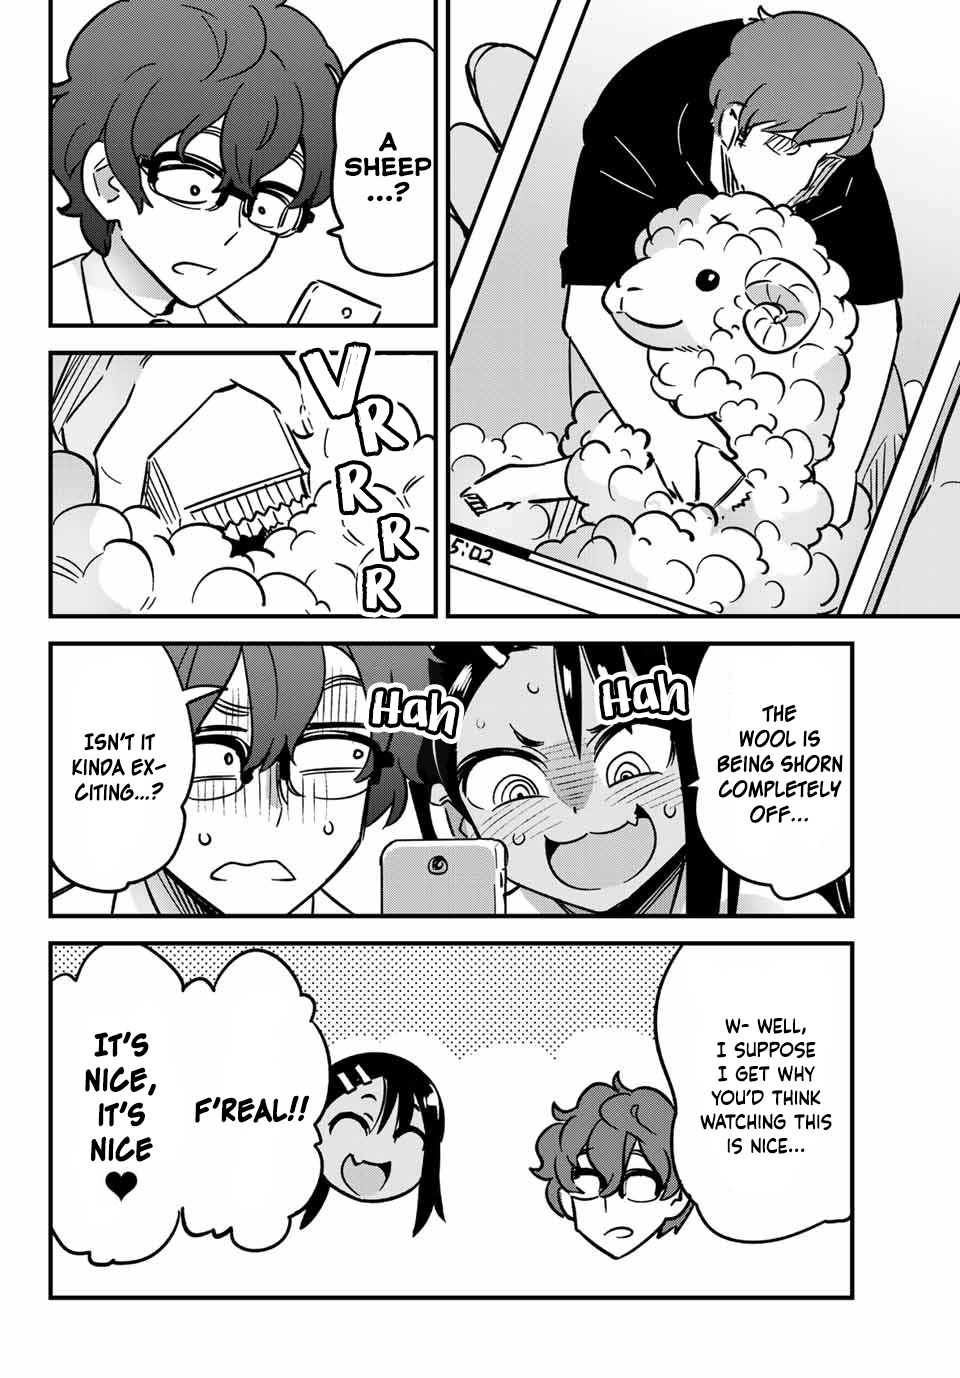 A
SHEEP
...?
5:02
VRRRRR
THE
WOOL IS
BEING SHORN
COMPLETELY
OFF...
Hah
Hah
ISN'T IT
KINDA EX-
CITING...?
W- WELL,
I SUPPOSE
I GET WHY
YOU'D THINK
WATCHING THIS
IS NICE...
F'REAL!!
IT'S
NICE,
IT'S
NICE
♥